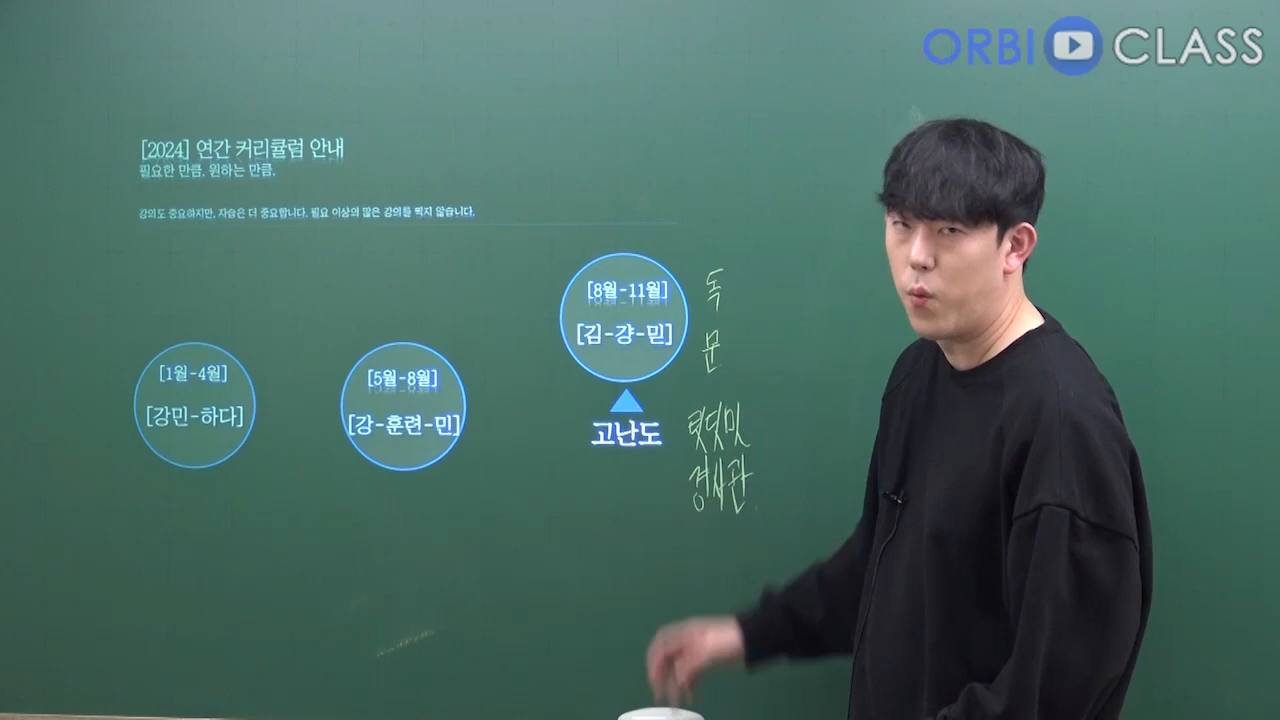 ORBI CLASS
[2024] 연간 커리큘럼 안내
필요한 만큼. 원하는 만큼.
강의도 중요하지만, 자습은 더 중요합니다. 필요 이상의 많은 강의를 찍지 않습니다.
[1월-4월]
[강민-하다]
[5월-8월]
[강-훈련-민]
[8월-11월]
[김-강-민]
고난도
독
문
경사관